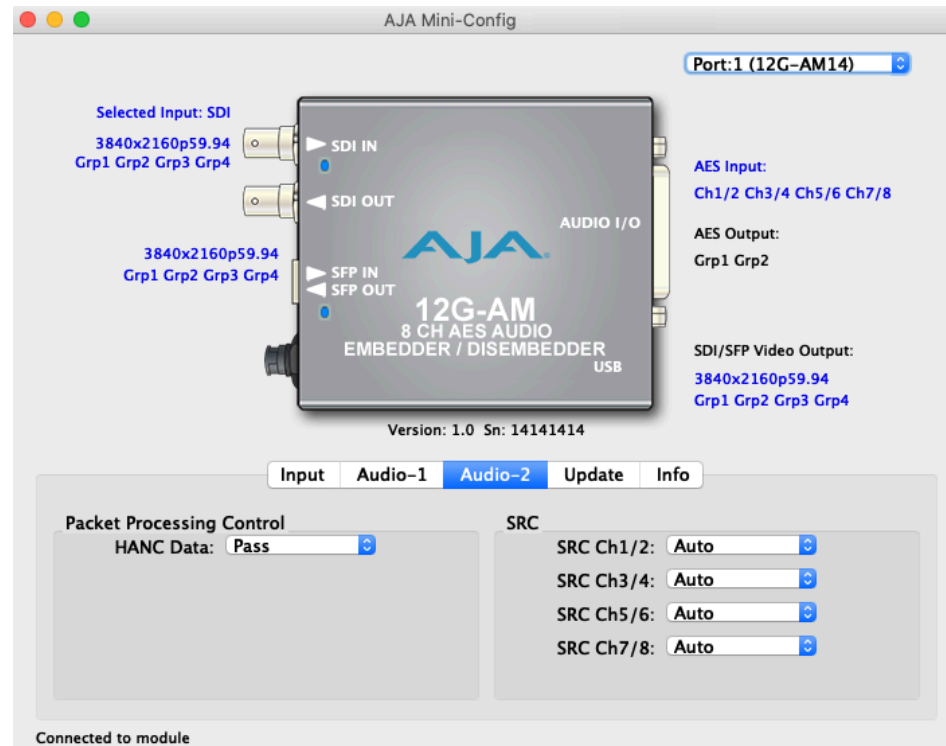 AJA Mini-Config
Port:1 (12G-AM14)
Selected Input: SDI
3840x2160p59.94
Grp1 Grp2 Grp3 Grp4
SDI IN
SDI OUT
AUDIO I/O
AJA.
3840x2160p59.94
Grp1 Grp2 Grp3 Grp4
SFP IN
SFP OUT
12G-AM
8 CH AES AUDIO
EMBEDDER / DISEMBEDDER
USB
AES Input:
Ch1/2 Ch3/4 Ch5/6 Ch7/8
AES Output:
Grp1 Grp2
SDI/SFP Video Output:
3840x2160p59.94
Grp1 Grp2 Grp3 Grp4
Version: 1.0 Sn: 14141414
Input Audio-1 Audio-2 Update Info
Packet Processing Control
HANC Data: Pass
SRC
SRC Ch1/2: Auto
SRC Ch3/4: Auto
SRC Ch5/6: Auto
SRC Ch7/8: Auto
Connected to module